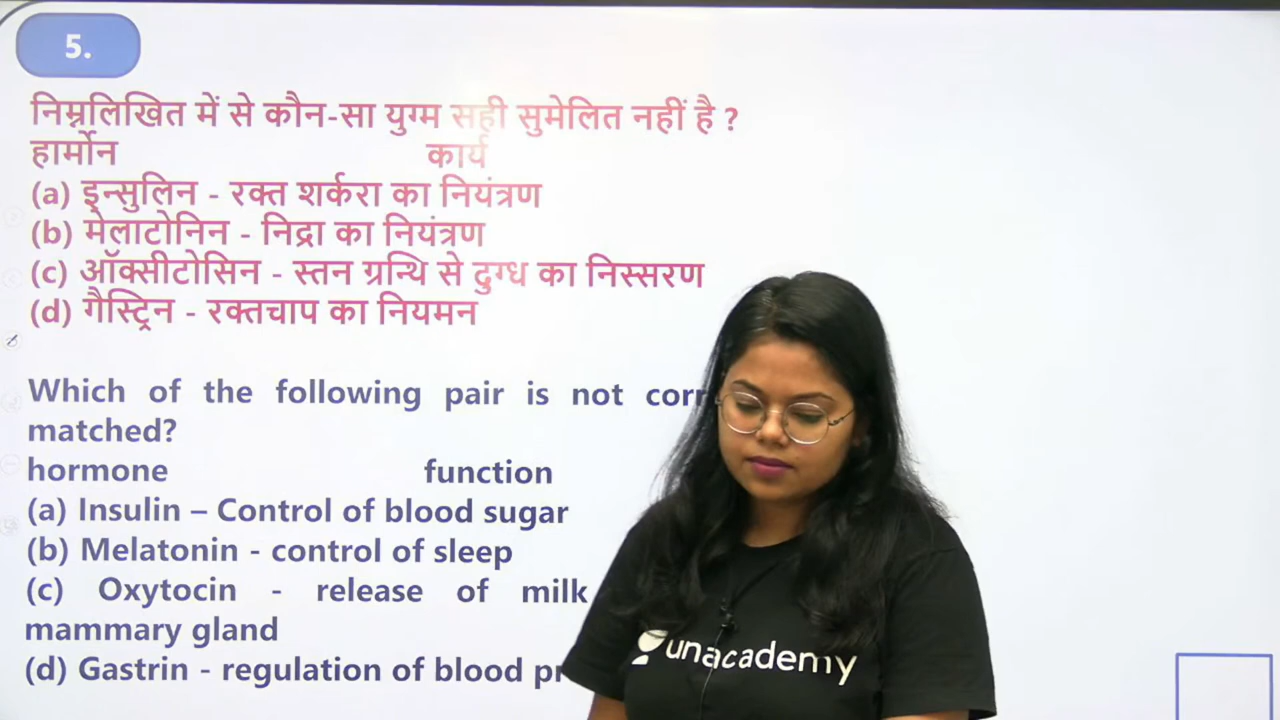 5.
निम्नलिखित में से कौन-सा युग्म सही सुमेलित नहीं है ?
हार्मोन कार्य
(a) इन्सुलिन - रक्त शर्करा का नियंत्रण
(b) मेलाटोनिन - निद्रा का नियंत्रण
(c) ऑक्सीटोसिन - स्तन ग्रन्थि से दुग्ध का निस्सरण
(d) गैस्ट्रिन - रक्तचाप का नियमन
Which of the following pair is not
matched?
hormone function
(a) Insulin – Control of blood sugar
(b) Melatonin - control of sleep
(c) Oxytocin - release of milk
mammary gland
(d) Gastrin - regulation of blood
unacademy